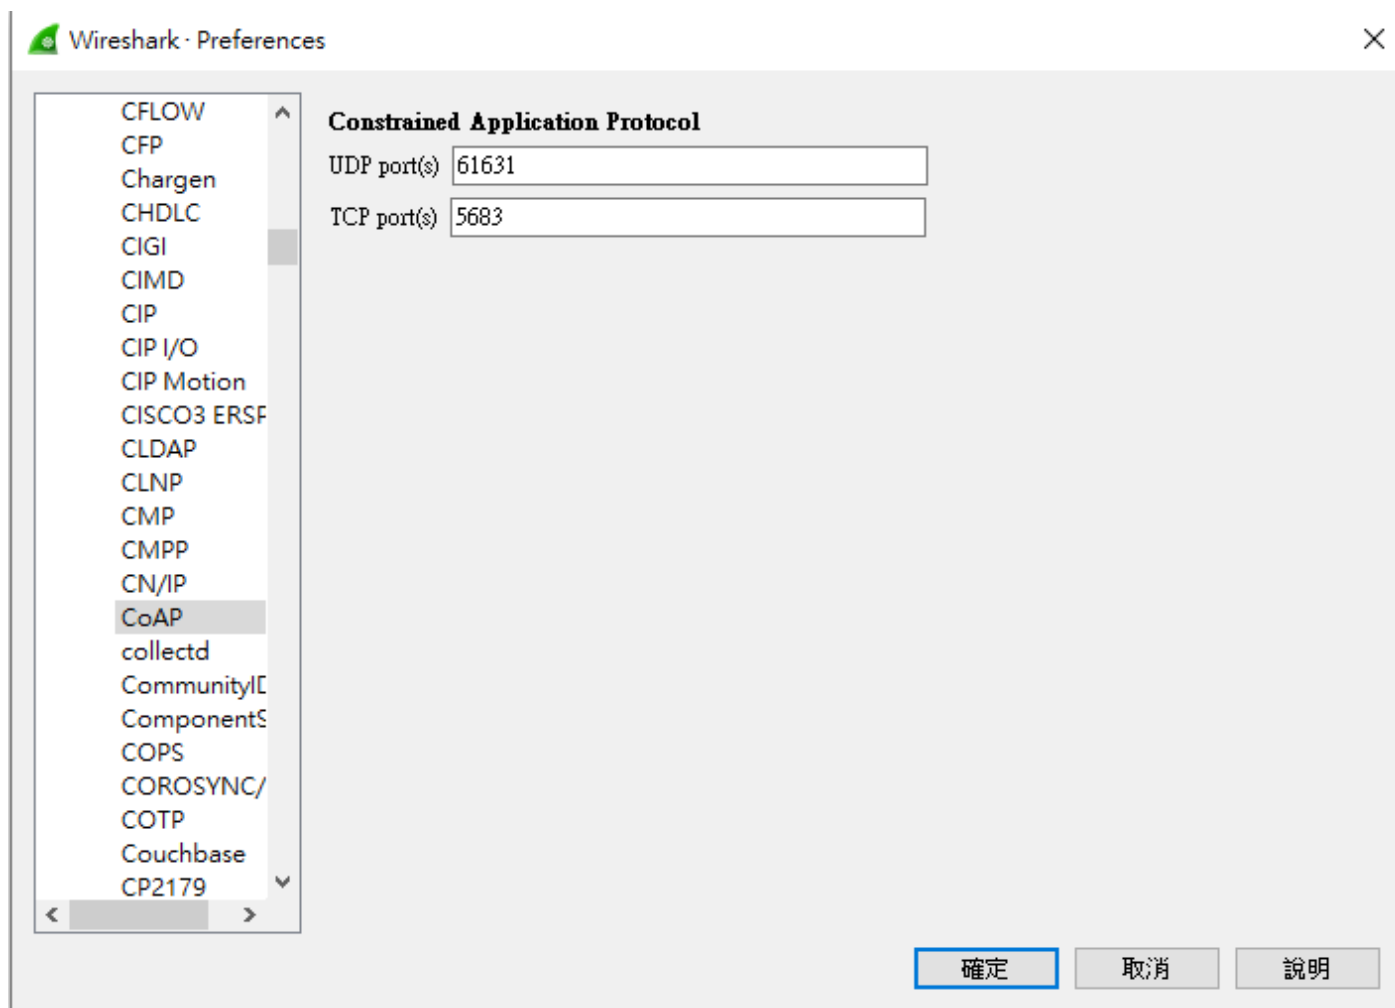 Wireshark · Preferences
CFLOW
CFP
Chargen
CHDLC
CIGI
CIMD
CIP
CIP I/O
CIP Motion
CISCO3 ERSP
CLDAP
CLNP
CMP
CMPP
CN/IP
CoAP
collectd
CommunityID
ComponentS
COPS
COROSYNC/
COTP
Couchbase
CP2179
Constrained Application Protocol
UDP port(s) 61631
TCP port(s) 5683
確定 取消 說明